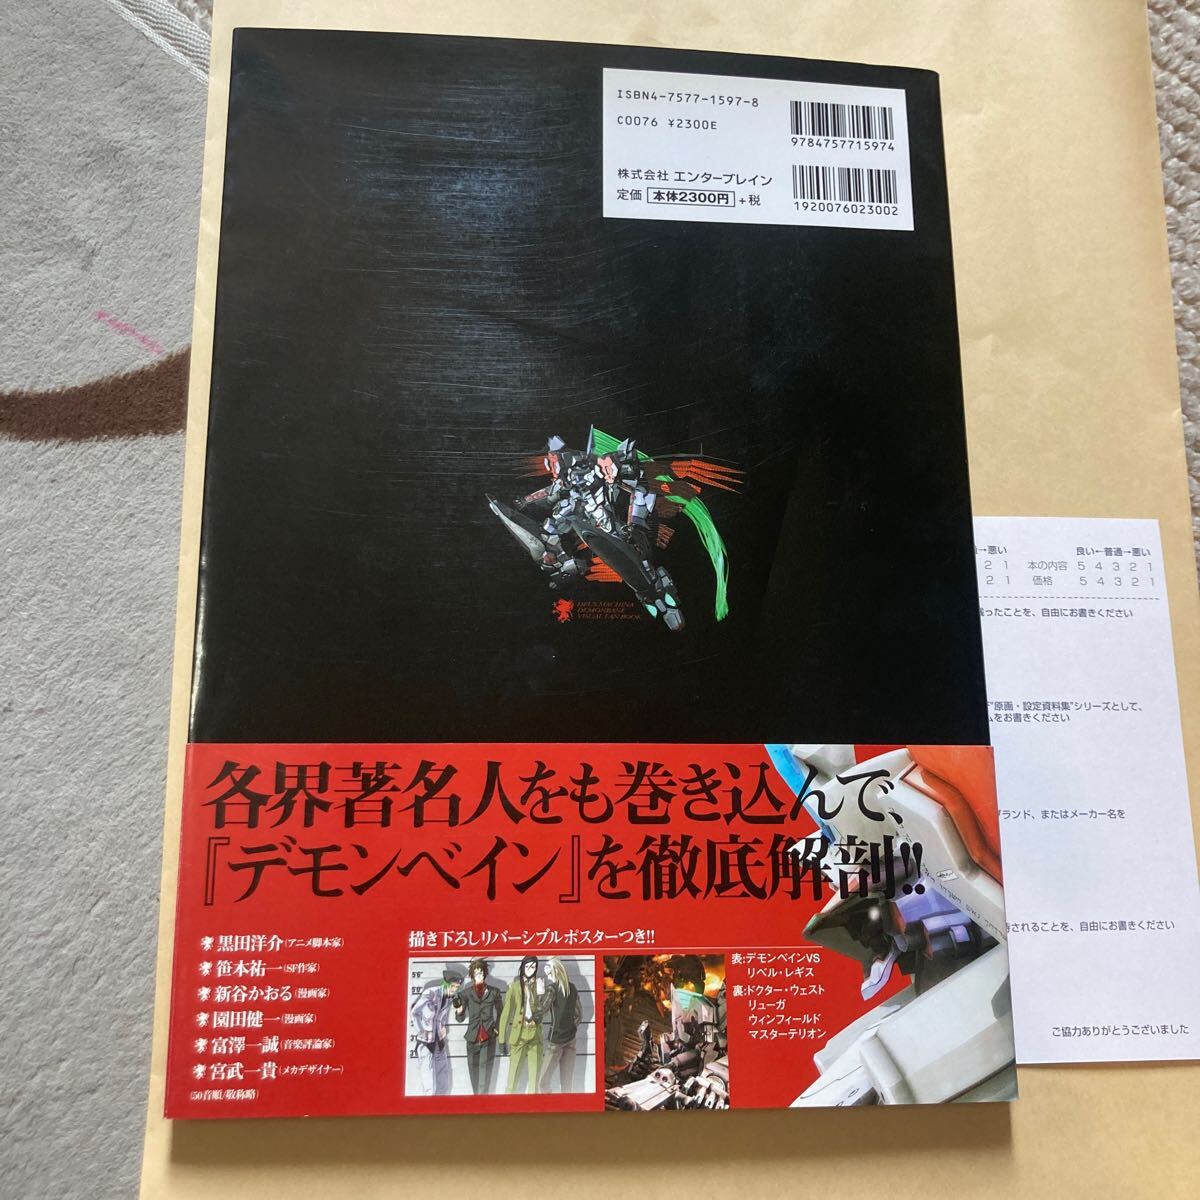 ISBN4-7577-1597-8
C0076 ¥2300E
9784757715974
株式会社 エンターブレイン
定価 本体2300円 +税
1920076023002
DEUS MACHINA
DEMONBANE
VISUAL FAN BOOK
各界著名人をも巻き込んで、
『デモンベイン』を徹底解剖!!
黒田洋介(アニメ脚本家)
笹本祐一(SF作家)
新谷かおる(漫画家)
園田健一(漫画家)
富澤一誠(音楽評論家)
宮武一貴(メカデザイナー)
(50音順/敬称略)
描き下ろしリバーシブルポスターつき!!
表:デモンベインVS
リベル・レギス
裏:ドクター・ウェスト
リューガ
ウィンフィールド
マスターテリオン
→悪い 良い←普通→悪い
2 1 本の内容 5 4 3 2 1
2 1 価格 5 4 3 2 1
ったことを、自由にお書きください
"原画・設定資料集"シリーズとして、
ムをお書きください
ブランド、またはメーカー名を
待されることを、自由にお書きください
ご協力ありがとうございました